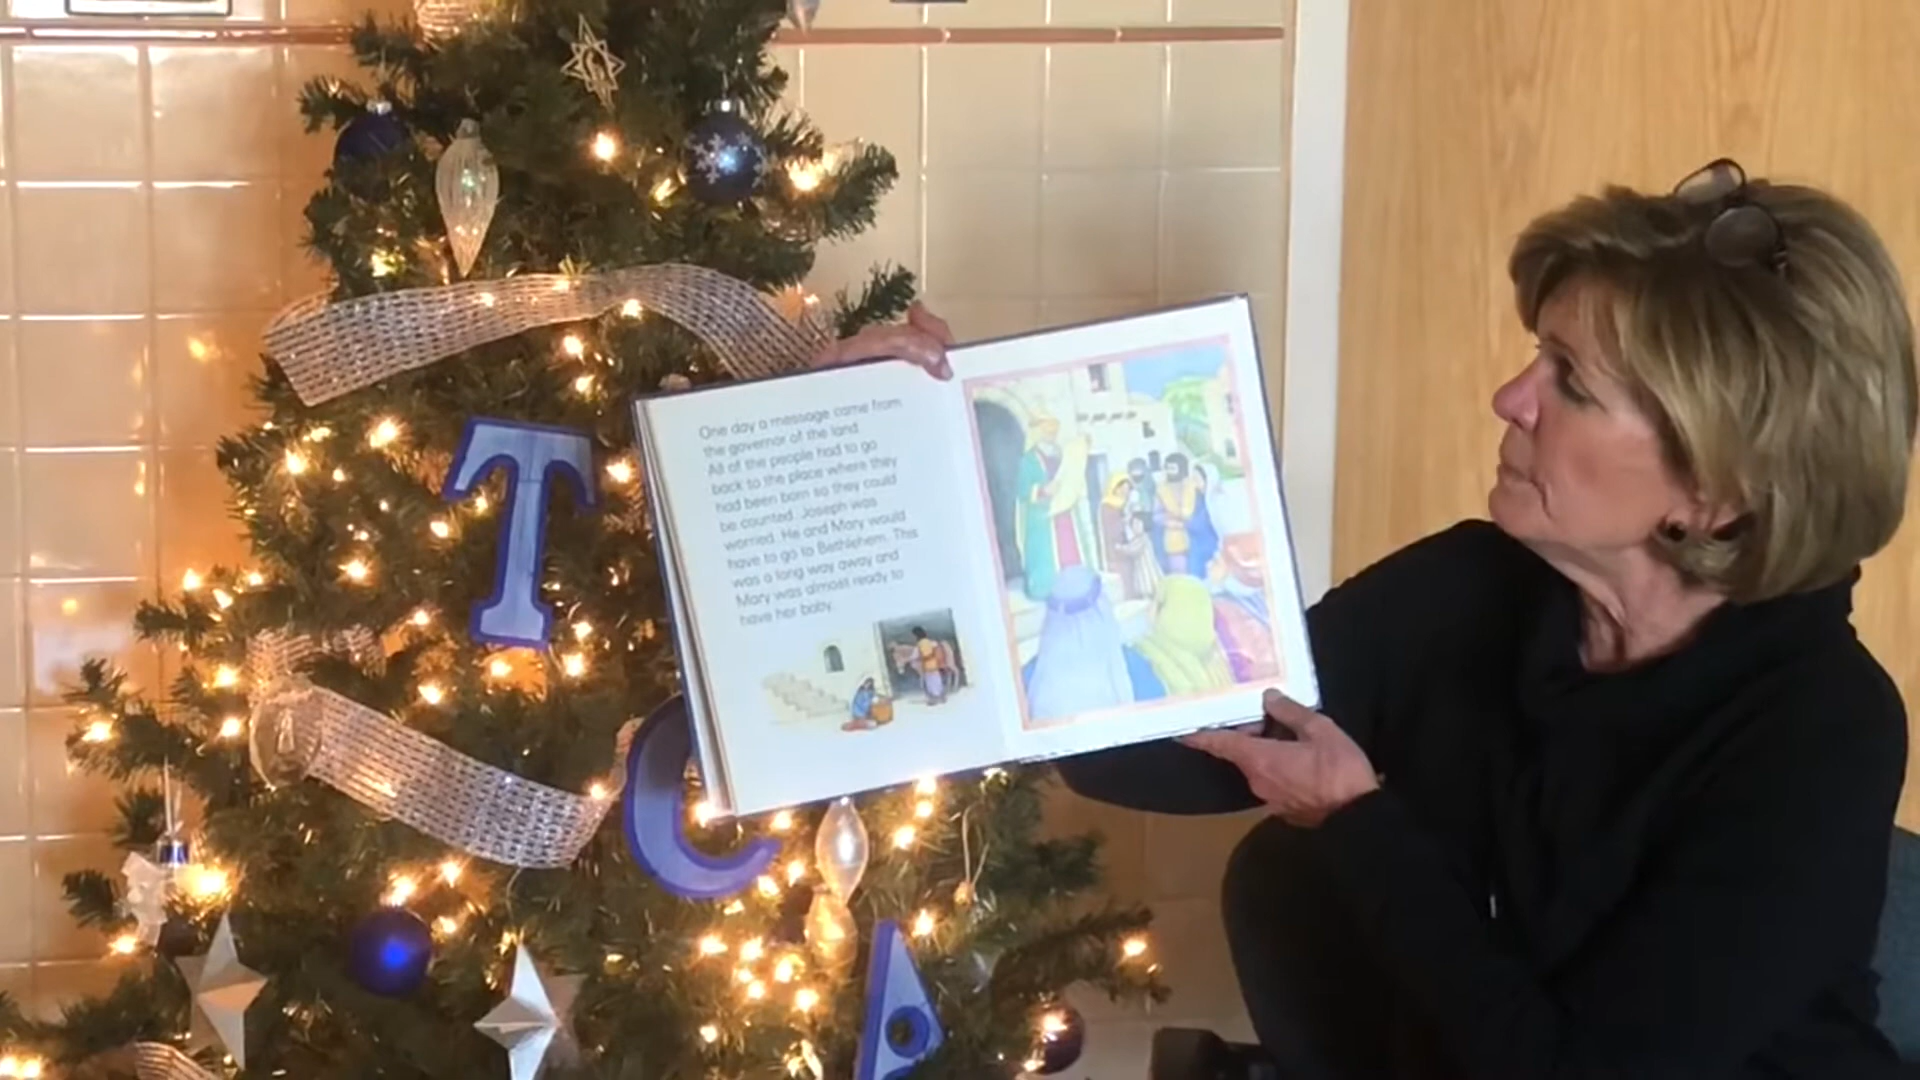 One day a message came from
the governor of the land.
All of the people had to go
back to the place where they
had been born so they could
be counted. Joseph was
worried. He and Mary would
have to go to Bethlehem. This
was a long way away and
Mary was almost ready to
have her baby.
T
C
A